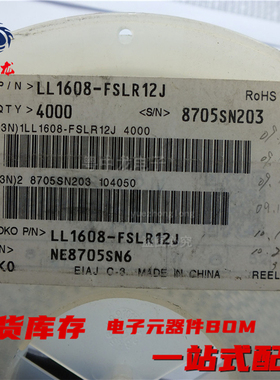 龙
P/N> LL1608-FSLR12J RoHS
QTY> 4000 <S/N> 8705SN203
3N)1LL1608-FSLR12J 4000
3N)2 8705SN203 104050
TOKO P/N> LL1608-FSLR12J
NE8705SN6
EIAJ C-3 MADE IN CHINA REEL
货库存 电子元器件BOM
一站式配